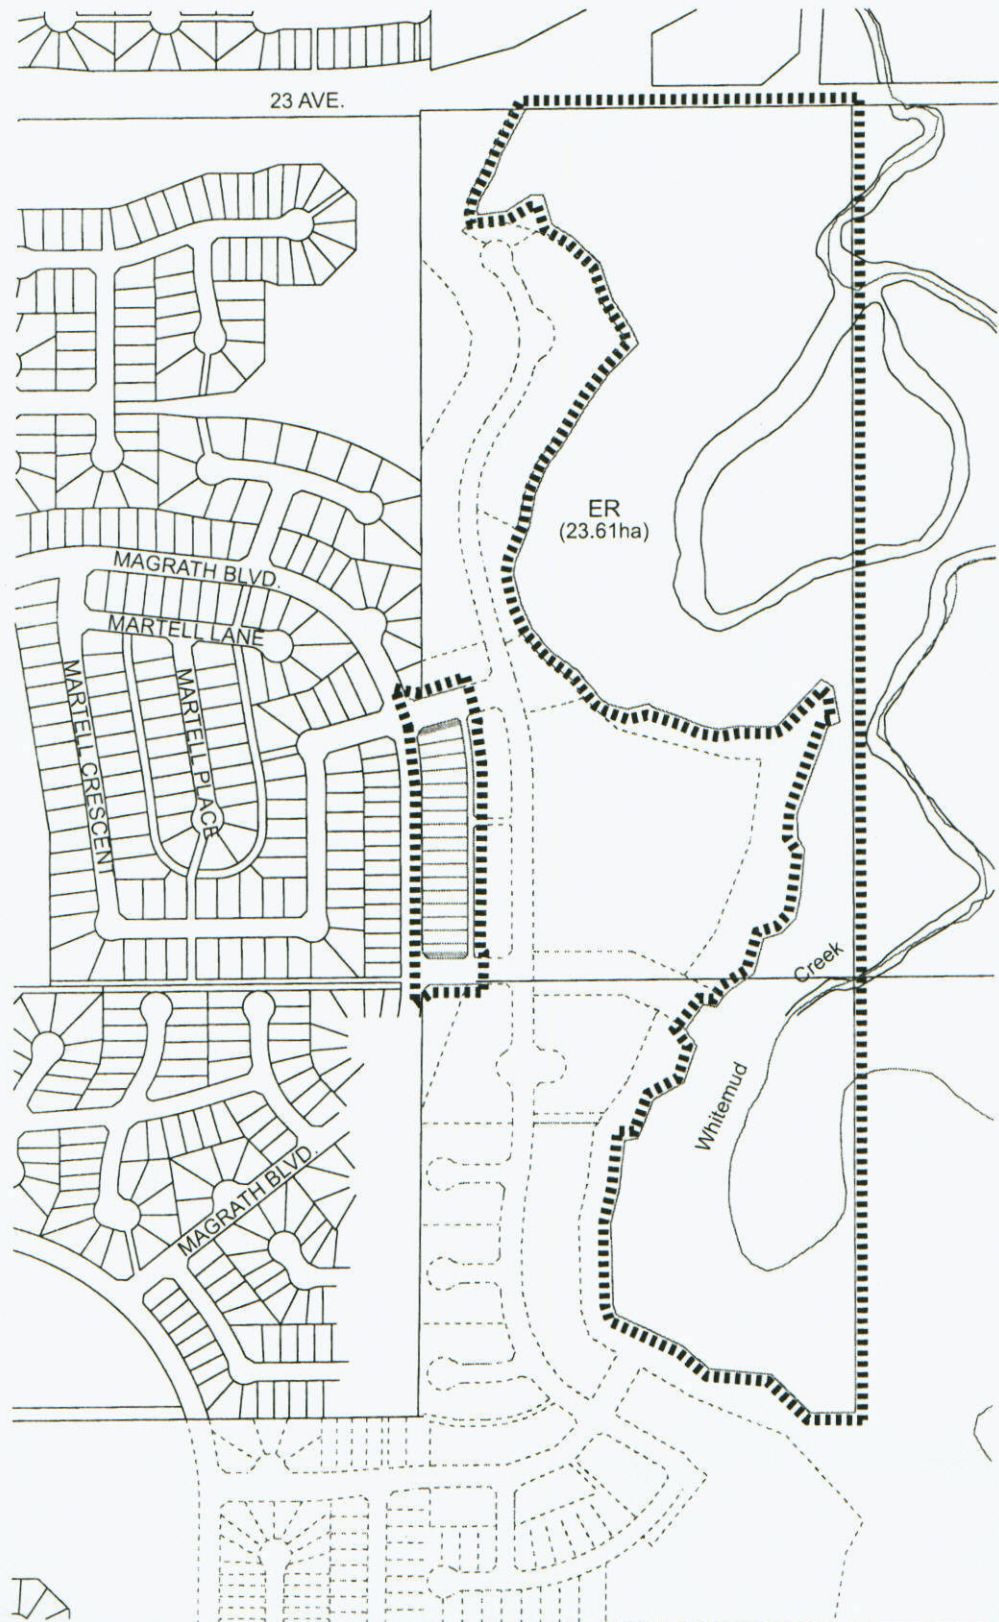 23 AVE.
ER
(23.61ha)
MAGRATH BLVD.
MARTELL LANE
MARTELL CRESCENT
MARTELL PLACE
Creek
Whitemud
MAGRATH BLVD.